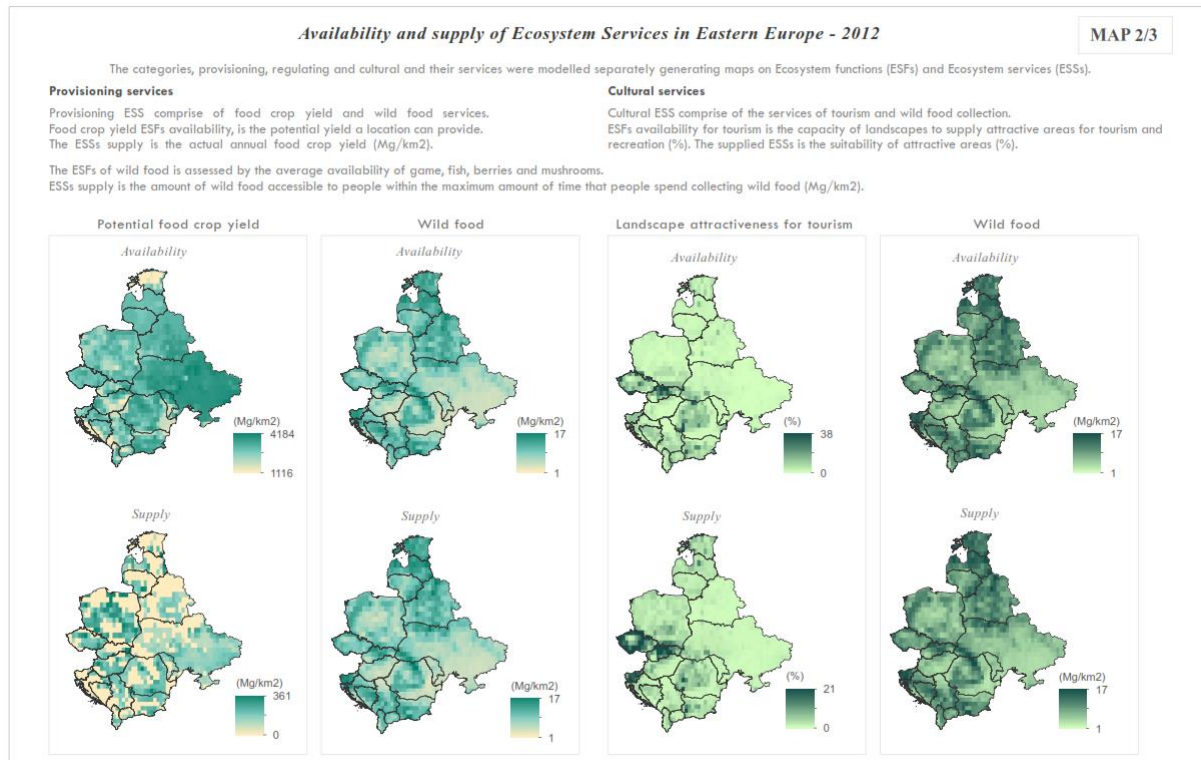 Availability and supply of Ecosystem Services in Eastern Europe - 2012
MAP 2/3
The categories, provisioning, regulating and cultural and their services were modelled separately generating maps on Ecosystem functions (ESFs) and Ecosystem services (ESSs).
Provisioning services
Provisioning ESS comprise of food crop yield and wild food services.
Food crop yield ESFs availability, is the potential yield a location can provide.
The ESSs supply is the actual annual food crop yield (Mg/km2).
Cultural services
Cultural ESS comprise of the services of tourism and wild food collection.
ESFs availability for tourism is the capacity of landscapes to supply attractive areas for tourism and
recreation (%). The supplied ESSs is the suitability of attractive areas (%).
The ESFs of wild food is assessed by the average availability of game, fish, berries and mushrooms.
ESSs supply is the amount of wild food accessible to people within the maximum amount of time that people spend collecting wild food (Mg/km2).
Potential food crop yield
Availability
(Mg/km2)
4184
1116
Supply
(Mg/km2)
361
0
Wild food
Availability
(Mg/km2)
17
1
Supply
(Mg/km2)
17
1
Landscape attractiveness for tourism
Availability
(%)
38
0
Supply
(%)
21
0
Wild food
Availability
(Mg/km2)
17
1
Supply
(Mg/km2)
17
1